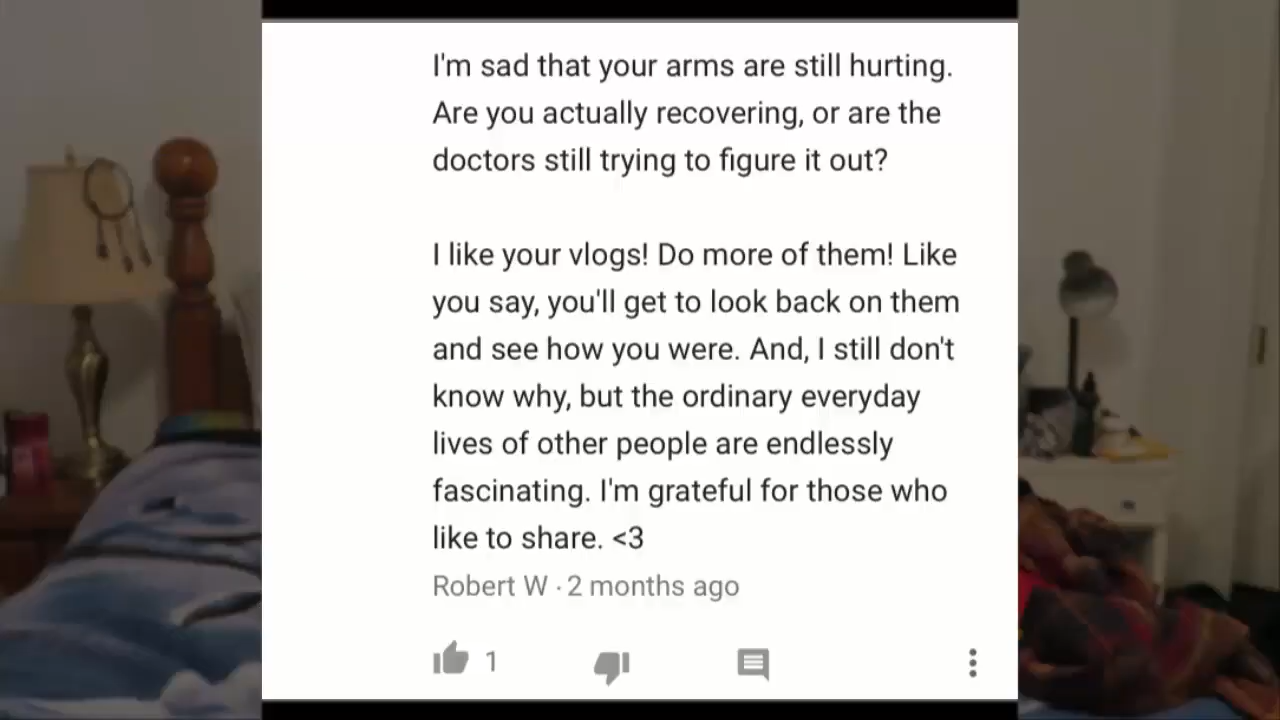 I'm sad that your arms are still hurting.
Are you actually recovering, or are the
doctors still trying to figure it out?
I like your vlogs! Do more of them! Like
you say, you'll get to look back on them
and see how you were. And, I still don't
know why, but the ordinary everyday
lives of other people are endlessly
fascinating. I'm grateful for those who
like to share. <3
Robert W · 2 months ago
1